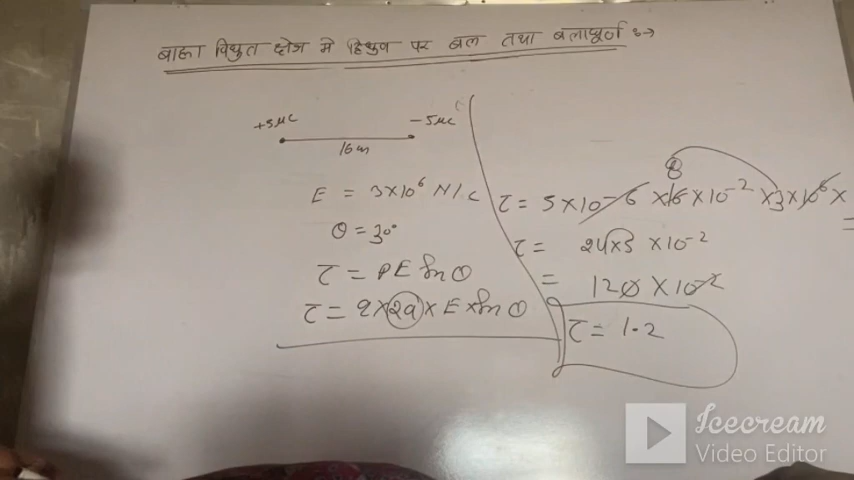 बाह्य विधुत क्षेत्र मे द्विध्रुव पर बल तथा बलाघूर्ण :→
+5μC
-5μC
16cm
E = 3×10⁶ N/C
θ = 30°
τ = PE sinθ
τ = q×2a×E×sinθ
8
τ = 5×10⁻⁶ ×16×10⁻² ×3×10⁶ ×
=
τ = 24×5 ×10⁻²
= 120 ×10⁻²
τ = 1.2
Icecream
Video Editor